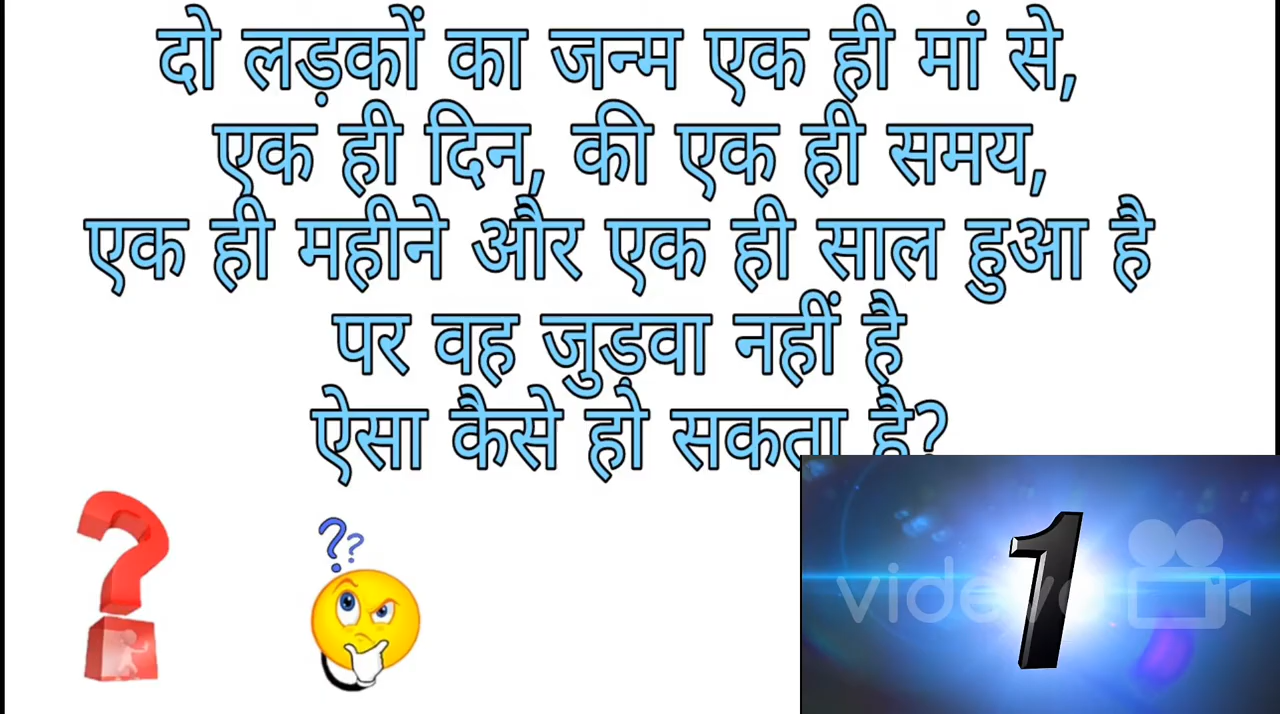 दो लड़कों का जन्म एक ही मां से,
एक ही दिन, की एक ही समय,
एक ही महीने और एक ही साल हुआ है
पर वह जुड़वा नहीं है
ऐसा कैसे हो सकता है?
??
1